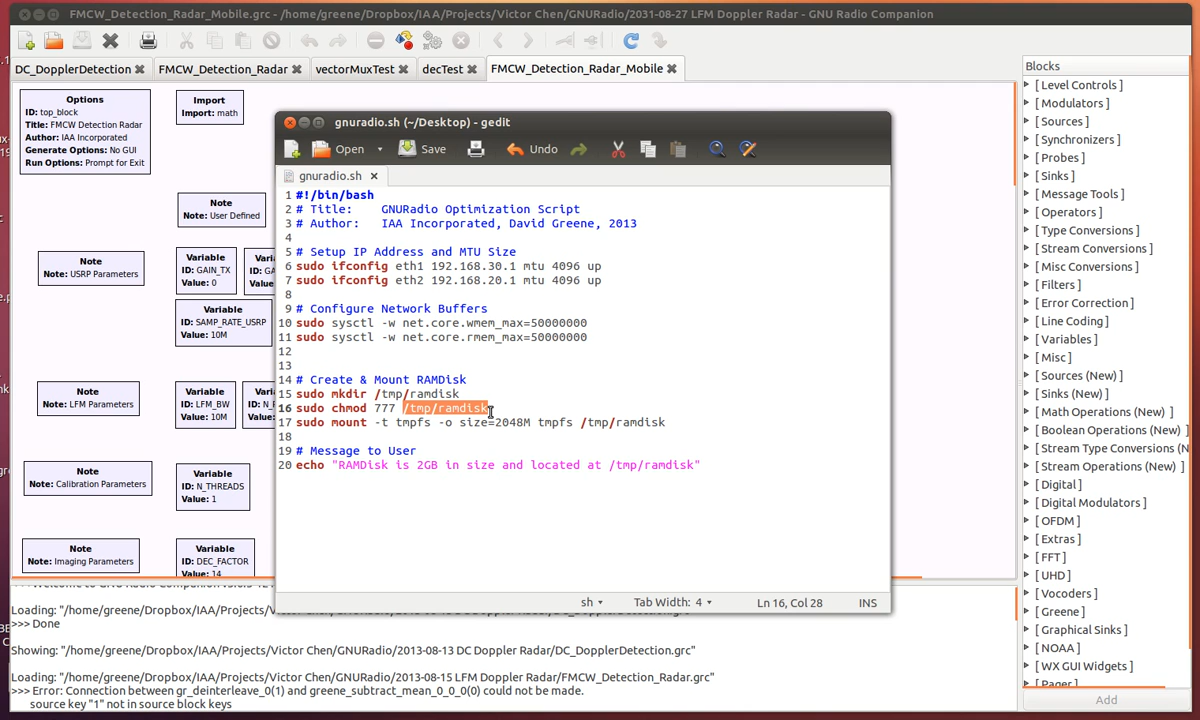 FMCW_Detection_Radar_Mobile.grc - /home/greene/Dropbox/IAA/Projects/Victor Chen/GNURadio/2031-08-27 LFM Doppler Radar - GNU Radio Companion
DC_DopplerDetection
FMCW_Detection_Radar
vectorMuxTest
decTest
FMCW_Detection_Radar_Mobile
Options
ID: top_block
Title: FMCW Detection Radar
Author: IAA Incorporated
Generate Options: No GUI
Run Options: Prompt for Exit
Import
Import: math
Note
Note: User Defined
Note
Note: USRP Parameters
Variable
ID: GAIN_TX
Value: 0
Variable
ID: SAMP_RATE_USRP
Value: 10M
Note
Note: LFM Parameters
Variable
ID: LFM_BW
Value: 10M
Note
Note: Calibration Parameters
Variable
ID: N_THREADS
Value: 1
Note
Note: Imaging Parameters
Variable
ID: DEC_FACTOR
Value: 14
gnuradio.sh (~/Desktop) - gedit
Open
Save
Undo
gnuradio.sh
1 #!/bin/bash
2 # Title: GNURadio Optimization Script
3 # Author: IAA Incorporated, David Greene, 2013
4
5 # Setup IP Address and MTU Size
6 sudo ifconfig eth1 192.168.30.1 mtu 4096 up
7 sudo ifconfig eth2 192.168.20.1 mtu 4096 up
8
9 # Configure Network Buffers
10 sudo sysctl -w net.core.wmem_max=50000000
11 sudo sysctl -w net.core.rmem_max=50000000
12
13
14 # Create & Mount RAMDisk
15 sudo mkdir /tmp/ramdisk
16 sudo chmod 777 /tmp/ramdisk
17 sudo mount -t tmpfs -o size=2048M tmpfs /tmp/ramdisk
18
19 # Message to User
20 echo "RAMDisk is 2GB in size and located at /tmp/ramdisk"
sh
Tab Width: 4
Ln 16, Col 28
INS
Blocks
[ Level Controls ]
[ Modulators ]
[ Sources ]
[ Synchronizers ]
[ Probes ]
[ Sinks ]
[ Message Tools ]
[ Operators ]
[ Type Conversions ]
[ Stream Conversions ]
[ Misc Conversions ]
[ Filters ]
[ Error Correction ]
[ Line Coding ]
[ Variables ]
[ Misc ]
[ Sources (New) ]
[ Sinks (New) ]
[ Math Operations (New) ]
[ Boolean Operations (New) ]
[ Stream Type Conversions (N
[ Stream Operations (New) ]
[ Digital ]
[ Digital Modulators ]
[ OFDM ]
[ Extras ]
[ FFT ]
[ UHD ]
[ Vocoders ]
[ Greene ]
[ Graphical Sinks ]
[ NOAA ]
[ WX GUI Widgets ]
[ Pager ]
Add
Loading: "/home/greene/Dropbox/IAA/Projects/
>>> Done
Showing: "/home/greene/Dropbox/IAA/Projects/Victor Chen/GNURadio/2013-08-13 DC Doppler Radar/DC_DopplerDetection.grc"
Loading: "/home/greene/Dropbox/IAA/Projects/Victor Chen/GNURadio/2013-08-15 LFM Doppler Radar/FMCW_Detection_Radar.grc"
>>> Error: Connection between gr_deinterleave_0(1) and greene_subtract_mean_0_0_0(0) could not be made.
source key "1" not in source block keys